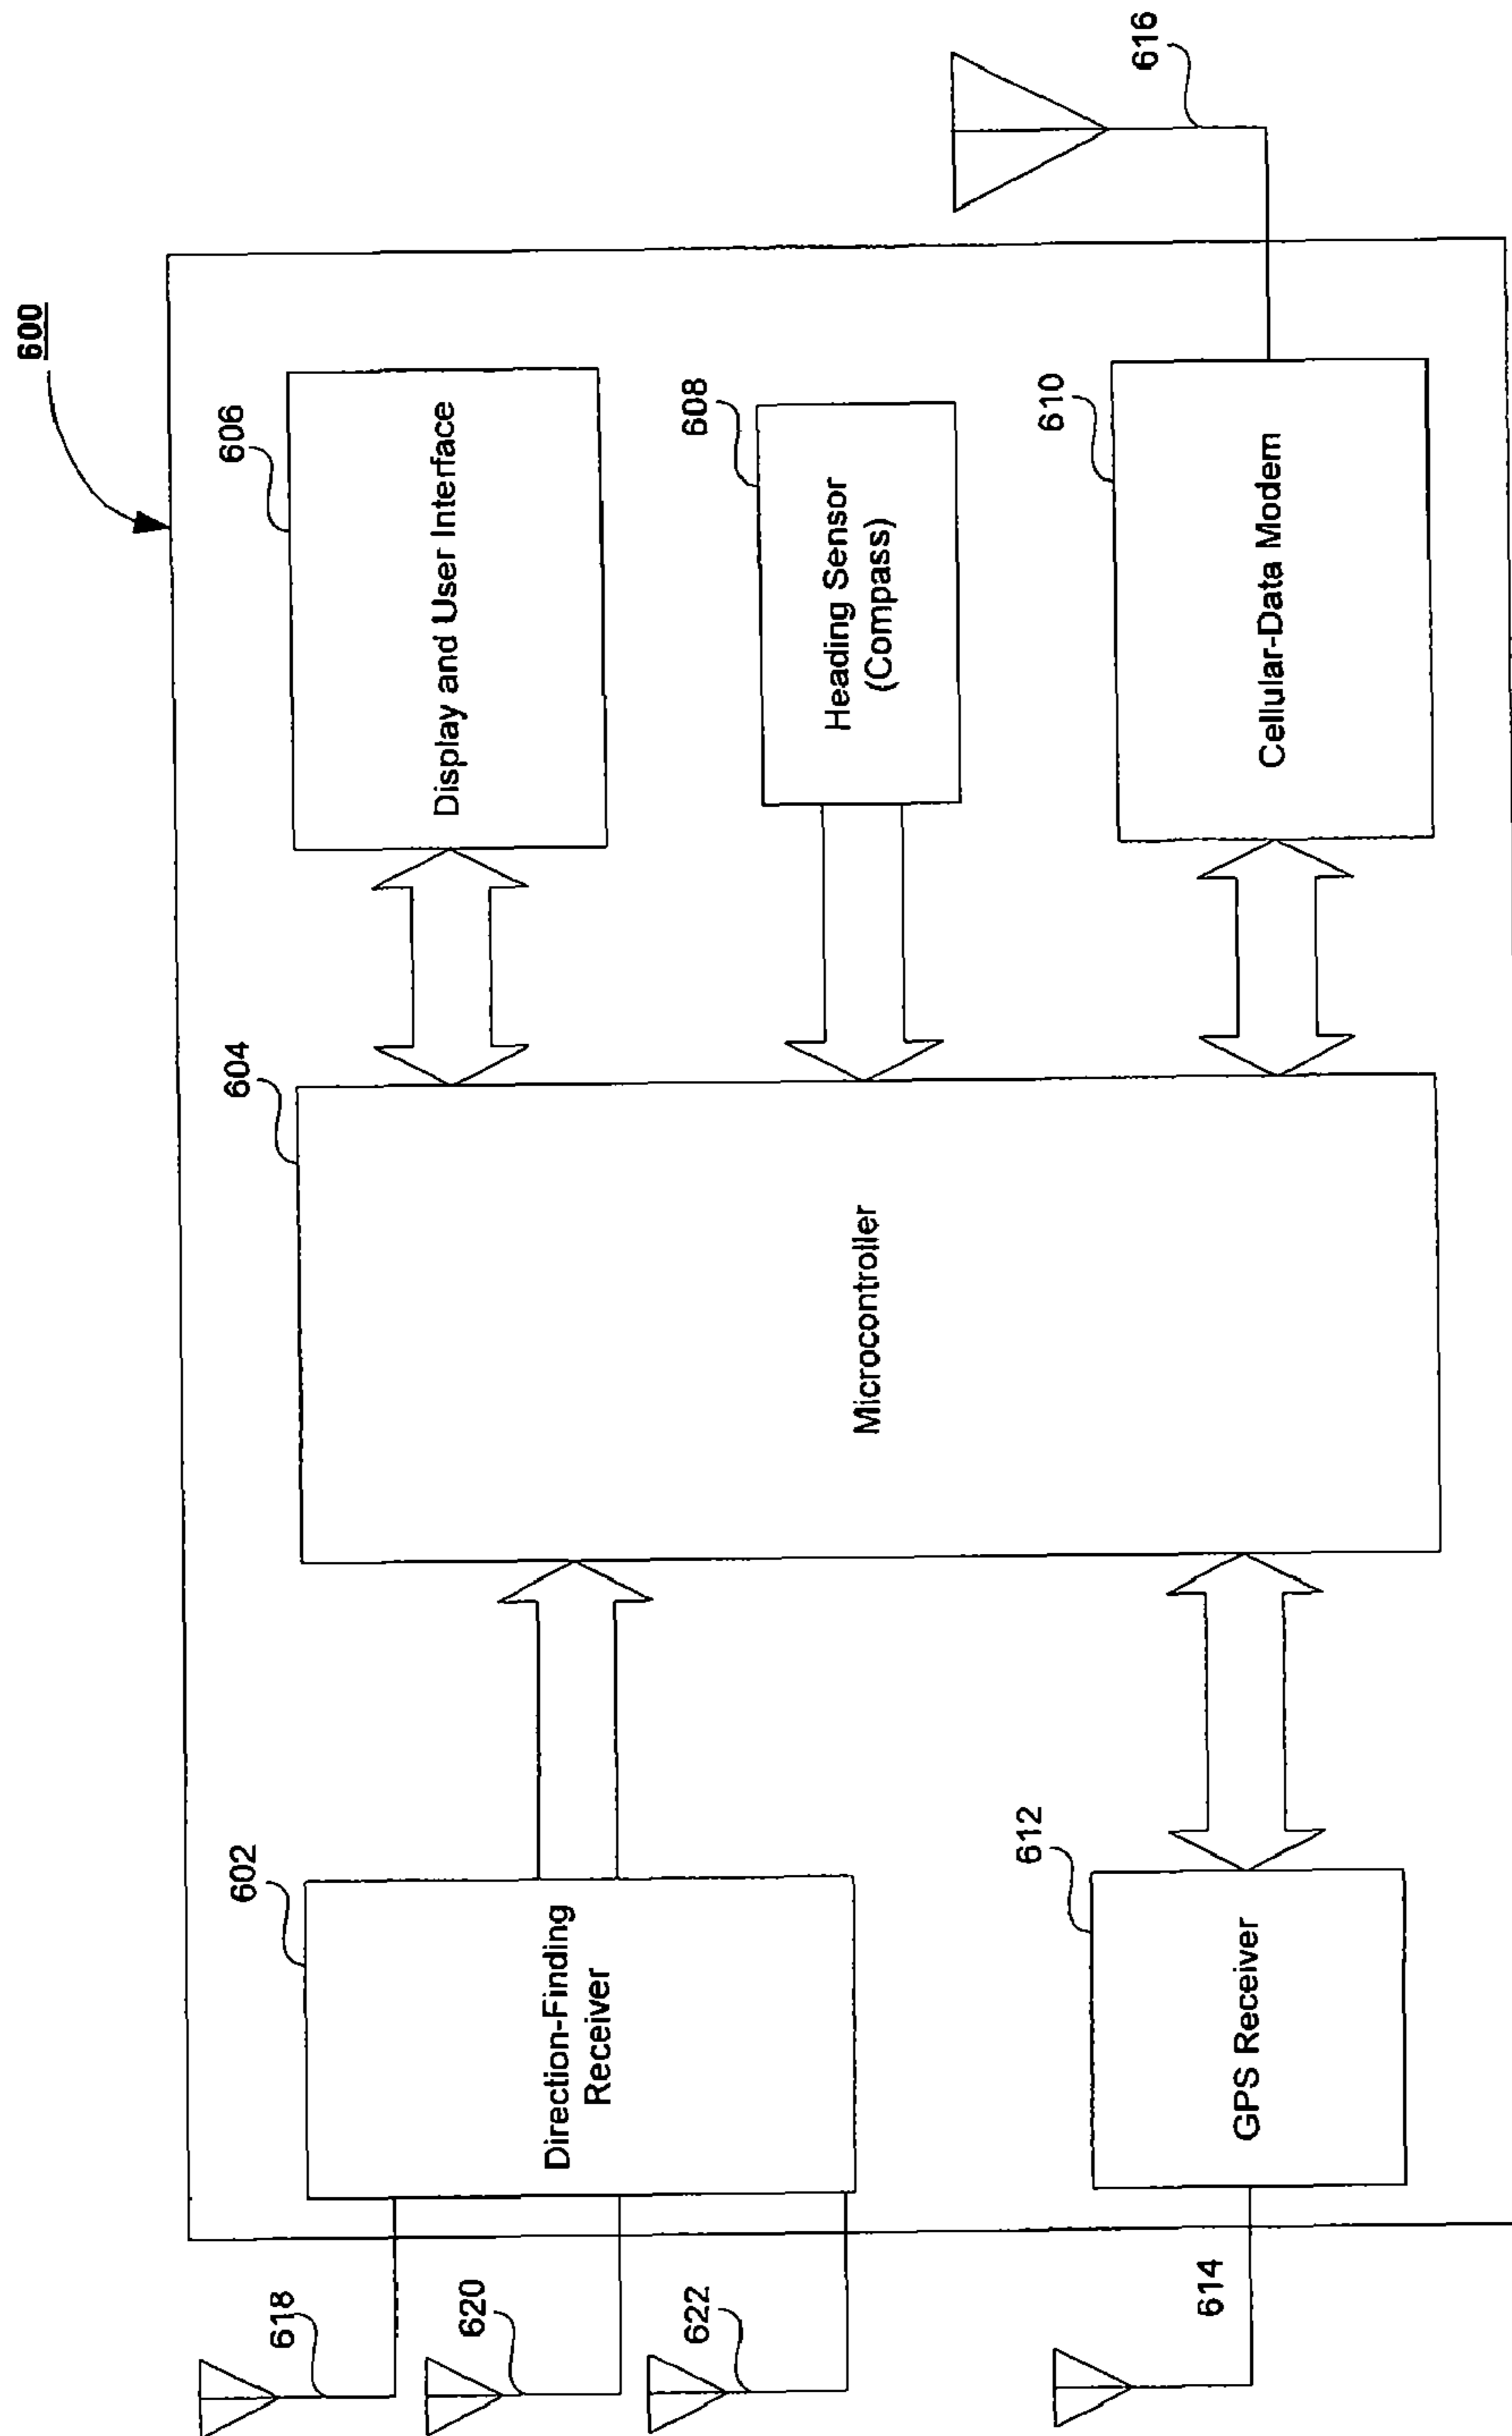 600
606
Display and User Interface
608
Heading Sensor
(Compass)
610
Cellular-Data Modem
616
604
Microcontroller
602
Direction-Finding
Receiver
612
GPS Receiver
618
620
622
614